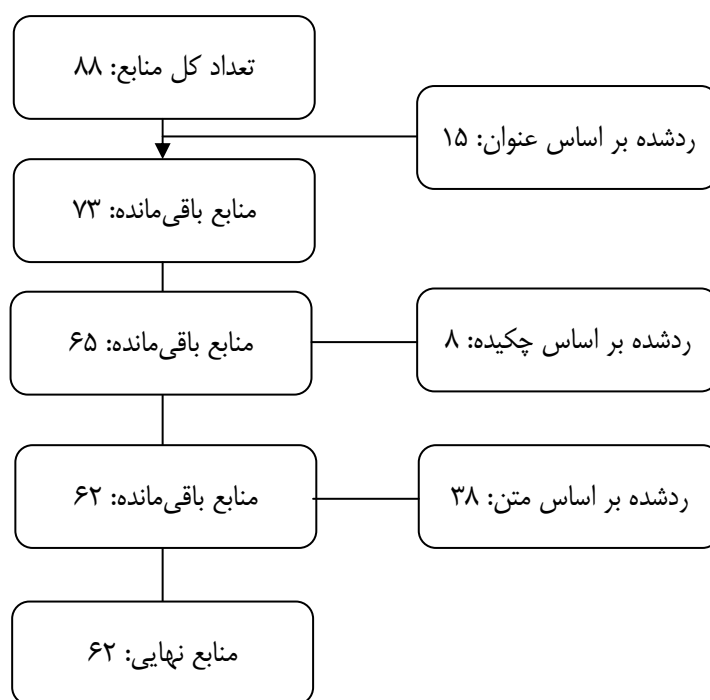 تعداد کل منابع: ۸۸
ردشده بر اساس عنوان: ۱۵
منابع باقی‌مانده: ۷۳
منابع باقی‌مانده: ۶۵
ردشده بر اساس چکیده: ۸
منابع باقی‌مانده: ۶۲
ردشده بر اساس متن: ۳۸
منابع نهایی: ۶۲